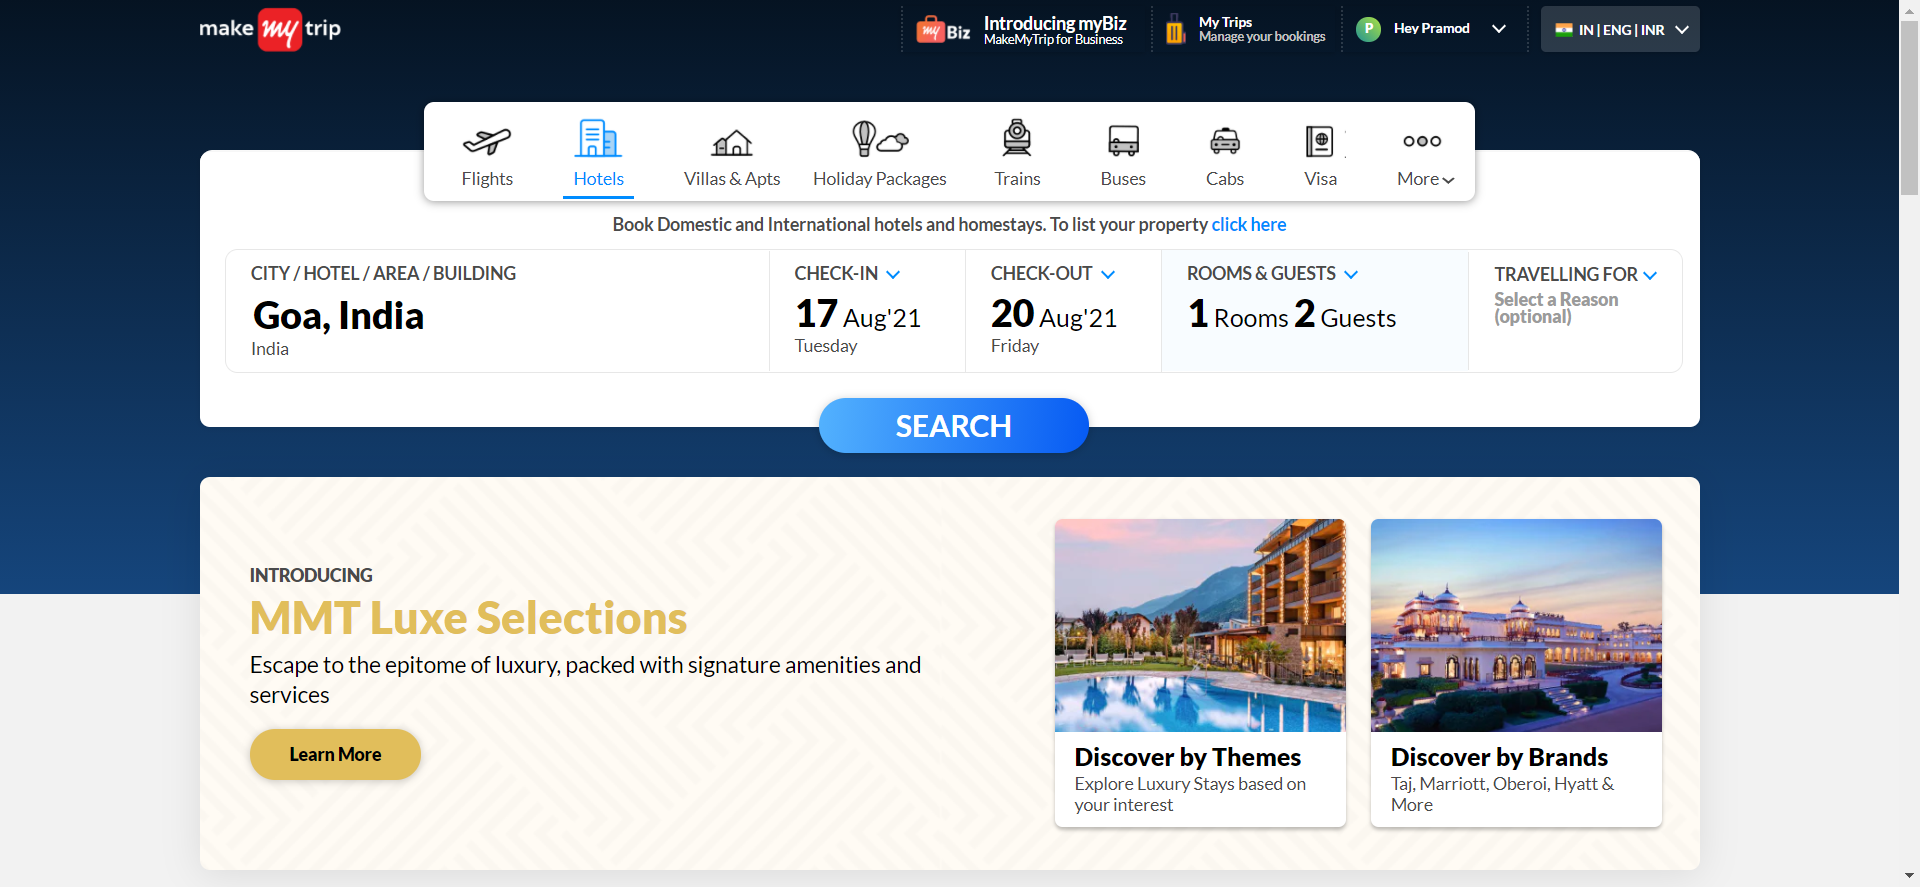 make my trip
my Biz
Introducing myBiz
MakeMyTrip for Business
My Trips
Manage your bookings
P
Hey Pramod
IN | ENG | INR
Flights
Hotels
Villas & Apts
Holiday Packages
Trains
Buses
Cabs
Visa
More
Book Domestic and International hotels and homestays. To list your property click here
CITY / HOTEL / AREA / BUILDING
Goa, India
India
CHECK-IN
17 Aug'21
Tuesday
CHECK-OUT
20 Aug'21
Friday
ROOMS & GUESTS
1 Rooms 2 Guests
TRAVELLING FOR
Select a Reason
(optional)
SEARCH
INTRODUCING
MMT Luxe Selections
Escape to the epitome of luxury, packed with signature amenities and
services
Learn More
Discover by Themes
Explore Luxury Stays based on
your interest
Discover by Brands
Taj, Marriott, Oberoi, Hyatt &
More